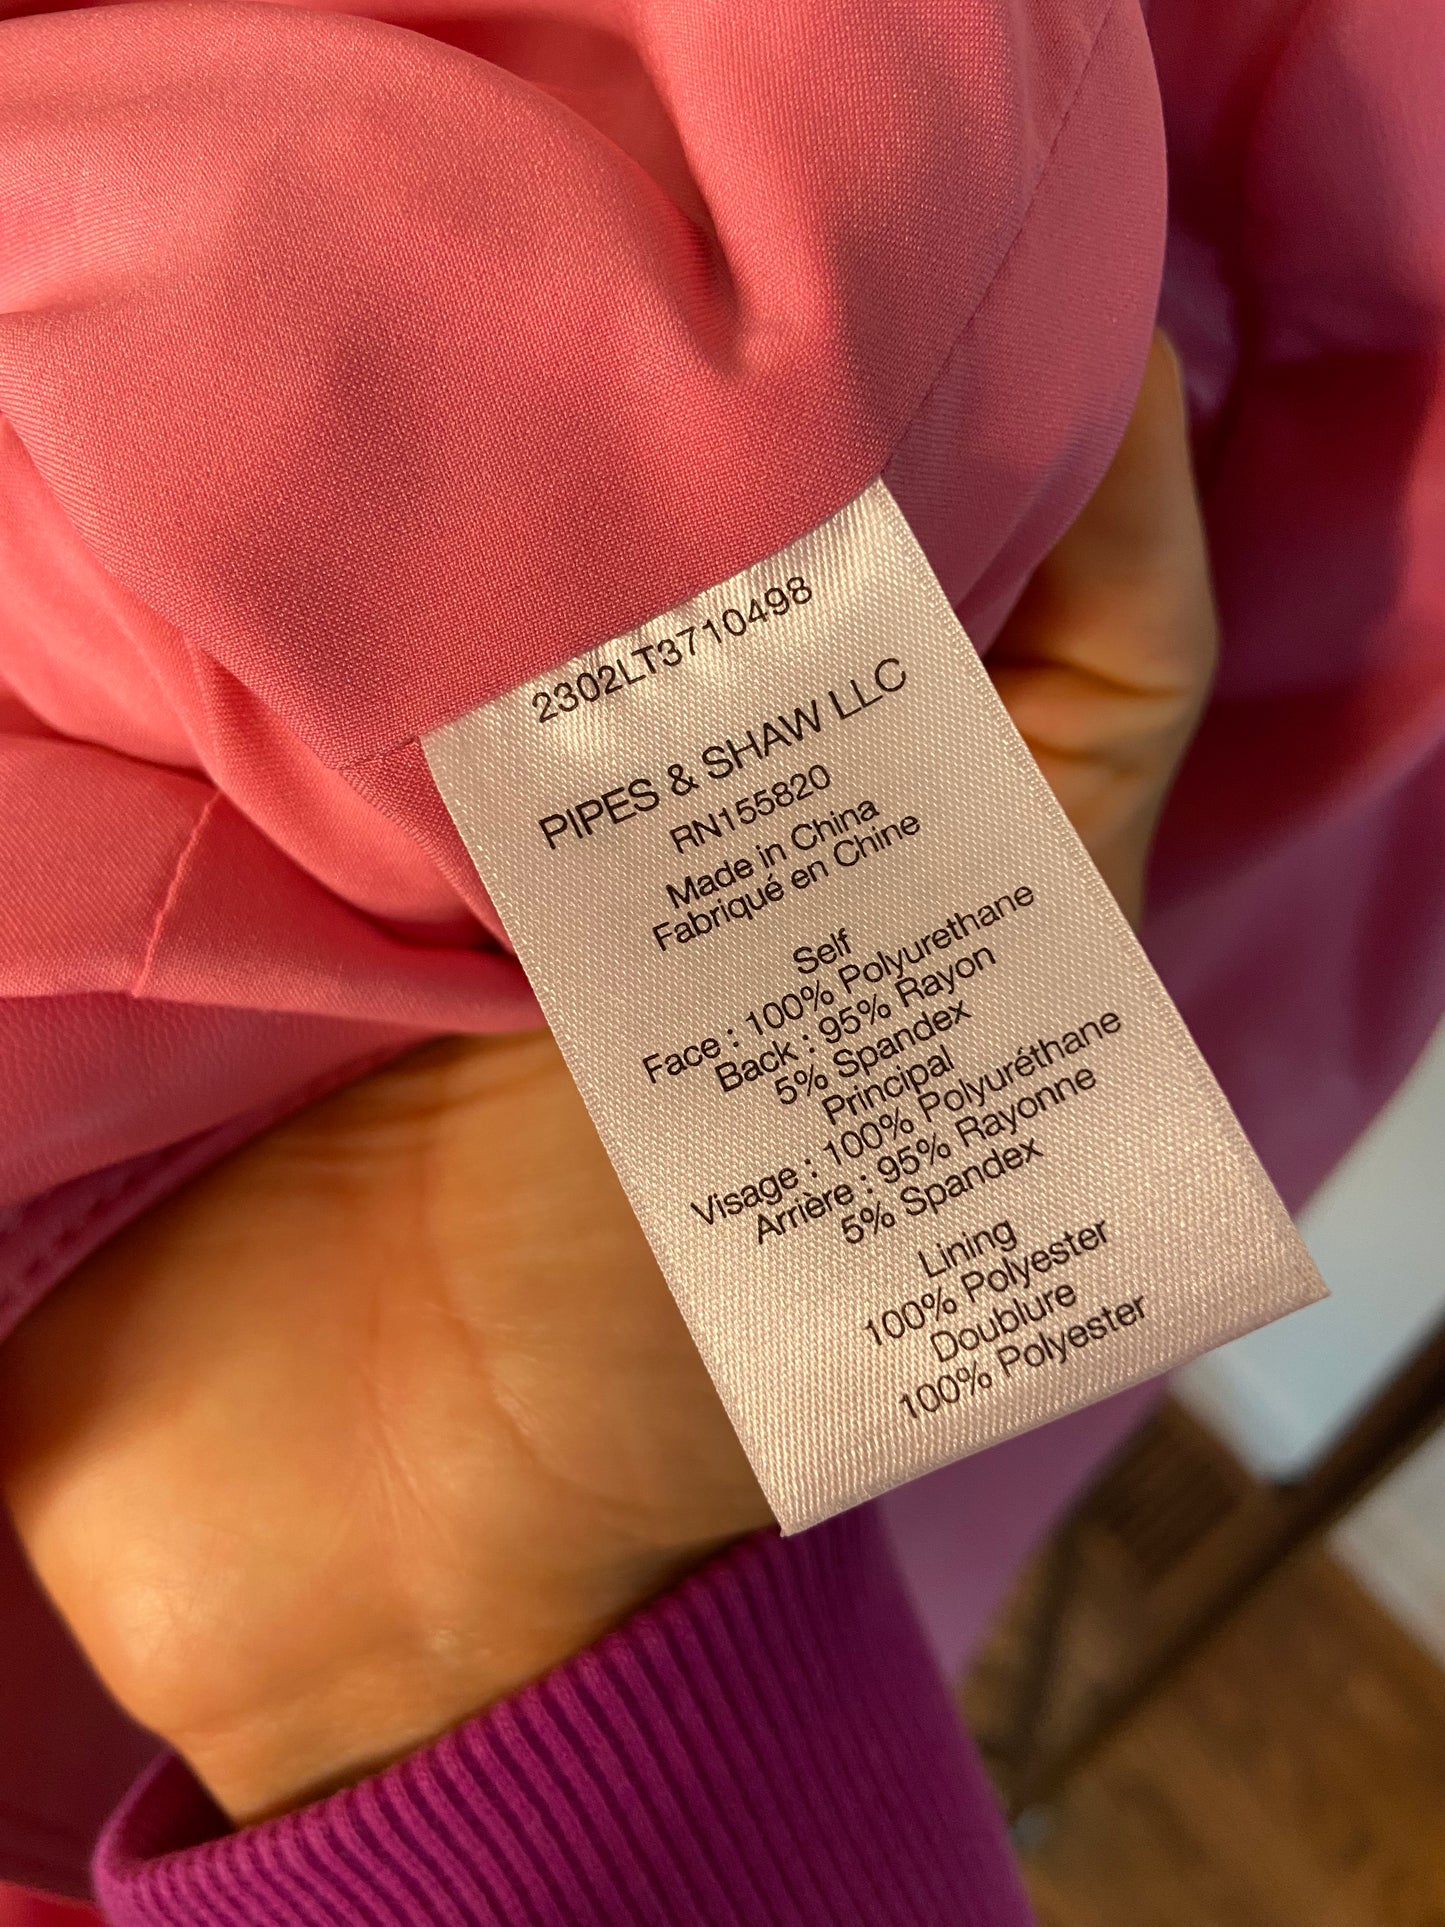 2302LT3710498
PIPES & SHAW LLC
RN155820
Made in China
Fabriqué en Chine
Self
Face : 100% Polyurethane
Back : 95% Rayon
5% Spandex
Principal
Visage : 100% Polyuréthane
Arrière : 95% Rayonne
5% Spandex
Lining
100% Polyester
Doublure
100% Polyester